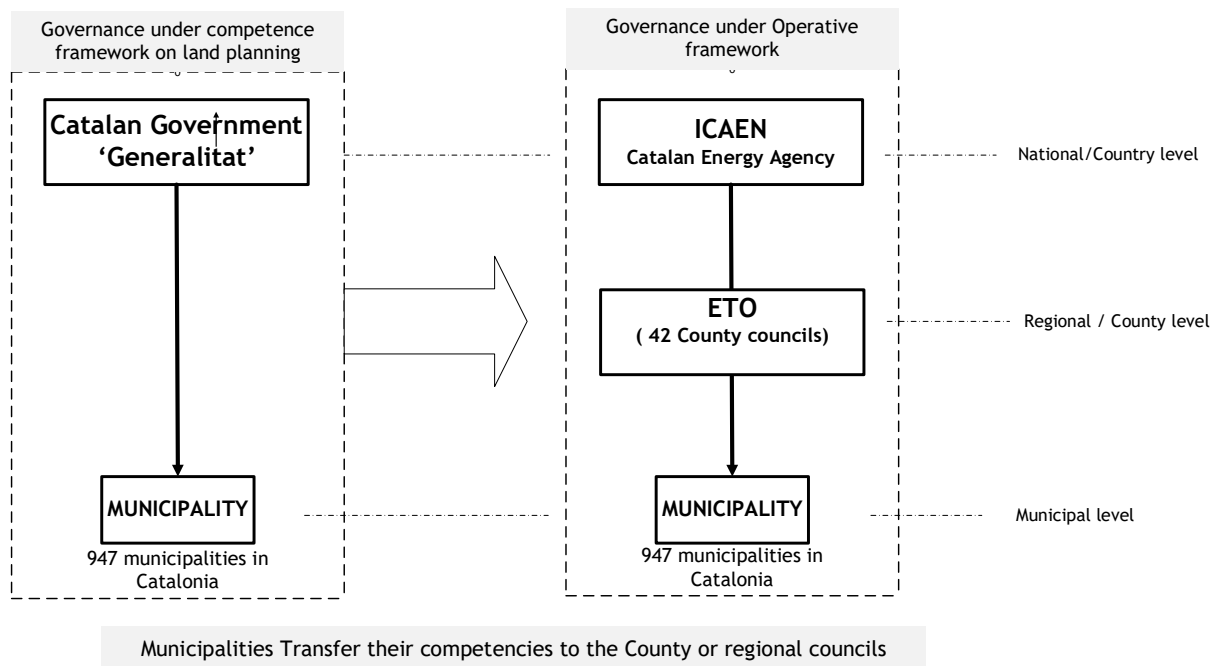 Governance under competence
framework on land planning
Catalan Government
‘Generalitat’
MUNICIPALITY
947 municipalities in
Catalonia
Governance under Operative
framework
ICAEN
Catalan Energy Agency
ETO
( 42 County councils)
MUNICIPALITY
947 municipalities in
Catalonia
National/Country level
Regional / County level
Municipal level
Municipalities Transfer their competencies to the County or regional councils